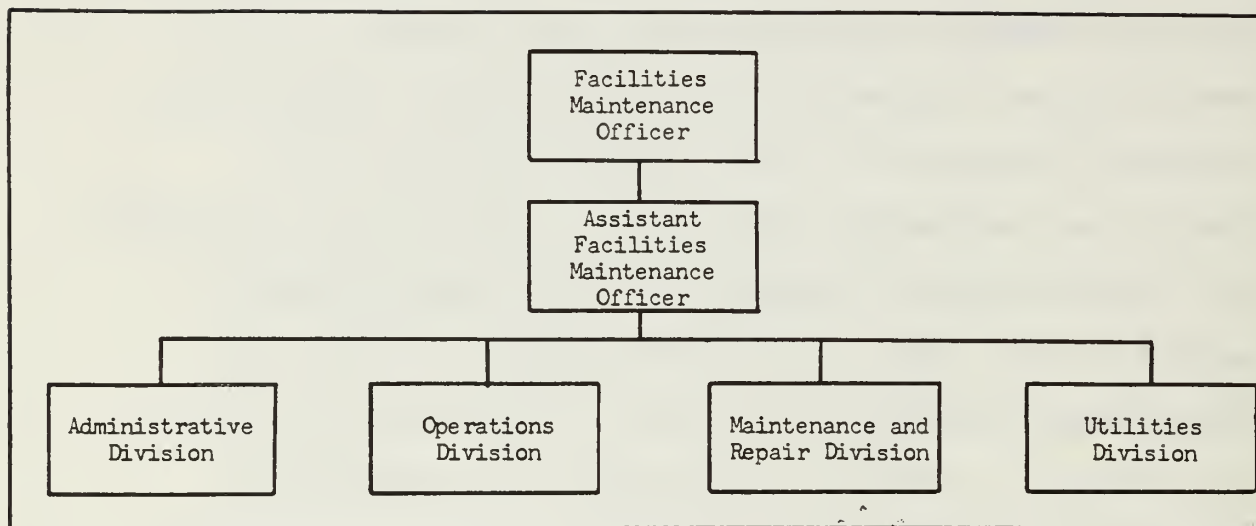 Facilities
Maintenance
Officer
Assistant
Facilities
Maintenance
Officer
Administrative
Division
Operations
Division
Maintenance and
Repair Division
Utilities
Division